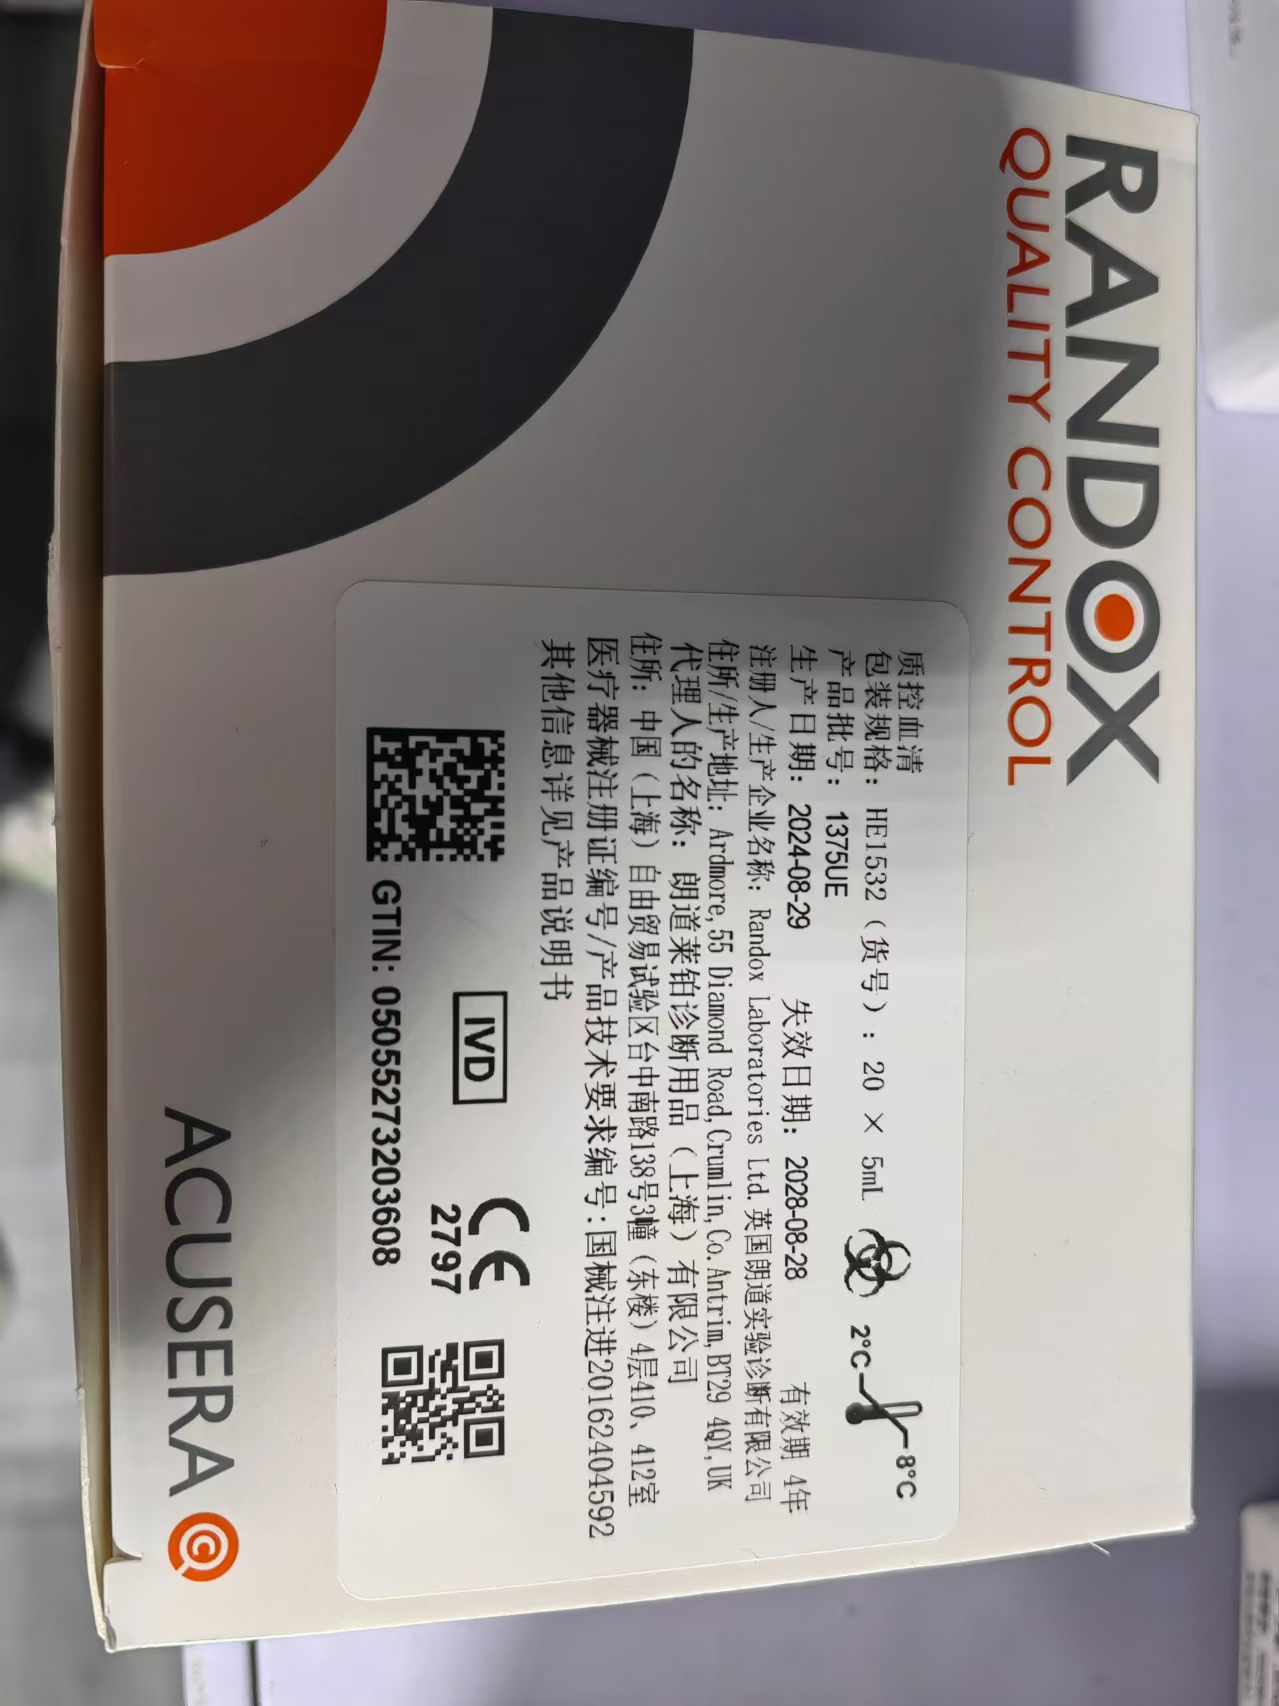 RANDOX
QUALITY CONTROL
质控血清
包装规格: HE1532 (货号): 20 × 5mL
2°C
8°C
产品批号: 1375UE
生产日期: 2024-08-29 失效日期: 2028-08-28 有效期 4年
注册人/生产企业名称: Randox Laboratories Ltd. 英国朗道实验诊断有限公司
住所/生产地址: Ardmore, 55 Diamond Road, Crumlin, Co. Antrim, BT29 4QY, UK
代理人的名称: 朗道莱铂诊断用品(上海)有限公司
住所: 中国(上海)自由贸易试验区台中南路138号3幢(东楼)4层410、412室
医疗器械注册证编号/产品技术要求编号:国械注进20162404592
其他信息详见产品说明书
IVD
CE
2797
GTIN: 05055273203608
ACUSERA